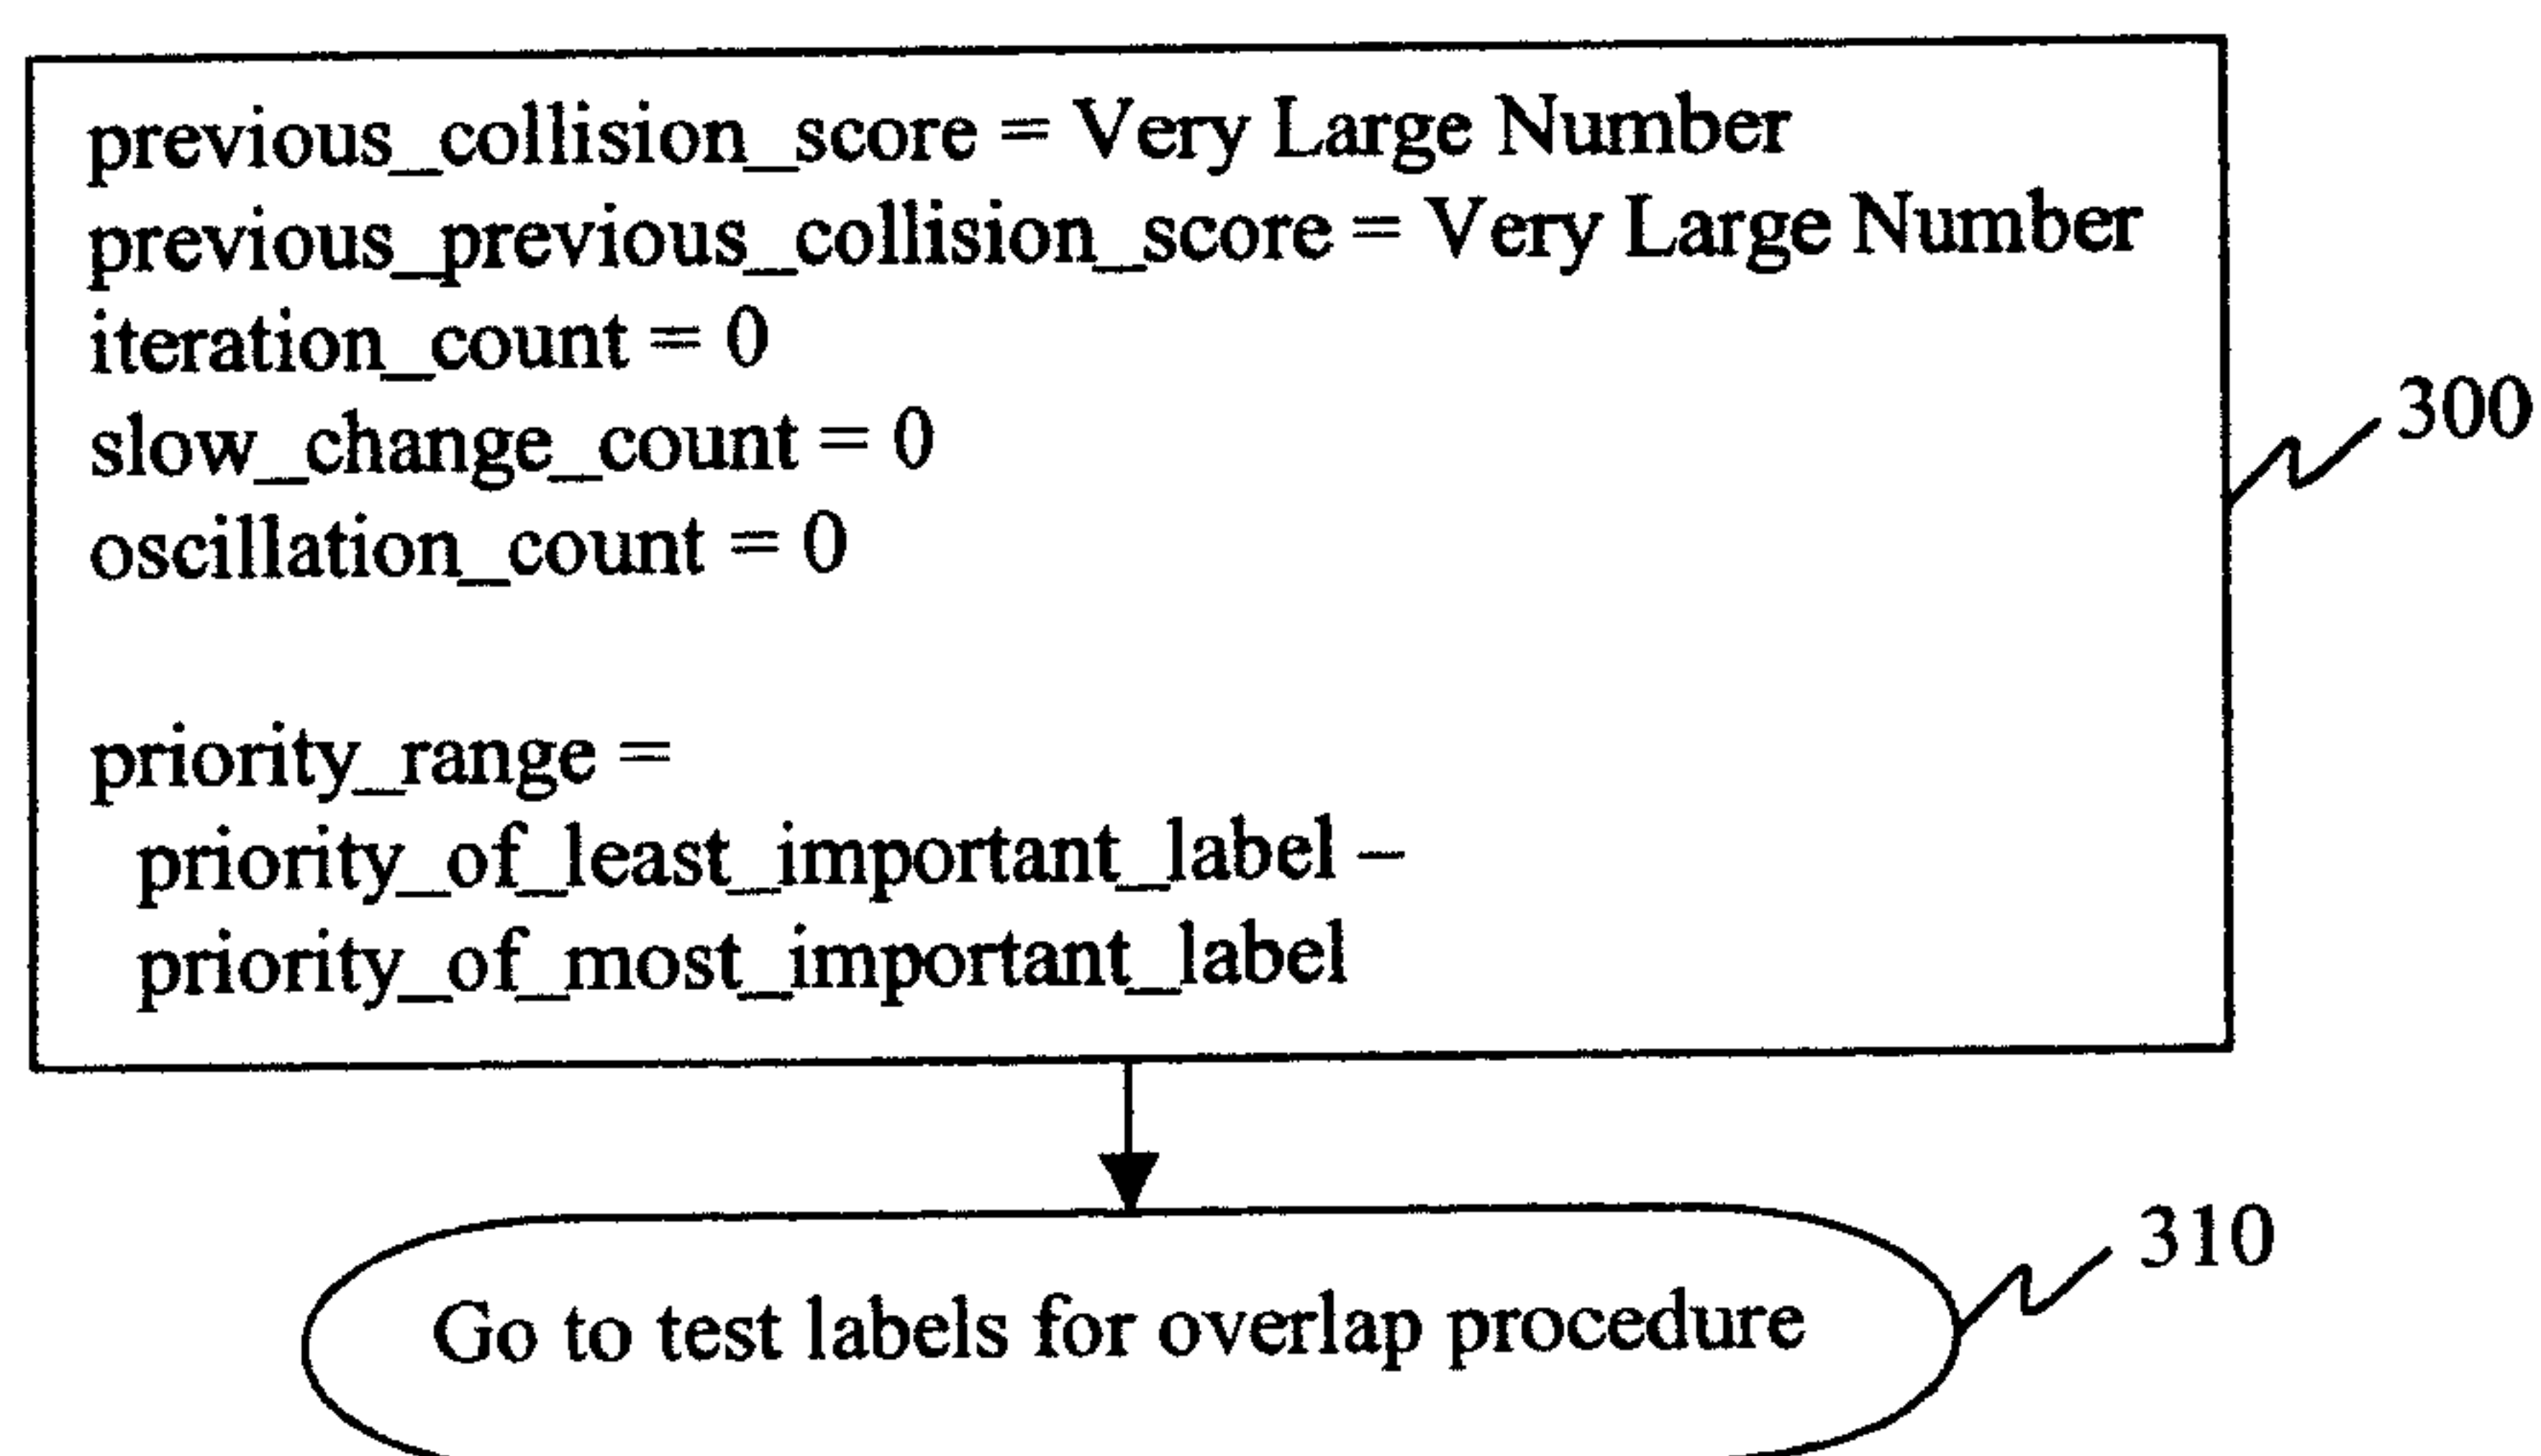 previous_collision_score = Very Large Number
previous_previous_collision_score = Very Large Number
iteration_count = 0
slow_change_count = 0
oscillation_count = 0
priority_range =
priority_of_least_important_label –
priority_of_most_important_label
300
Go to test labels for overlap procedure
310